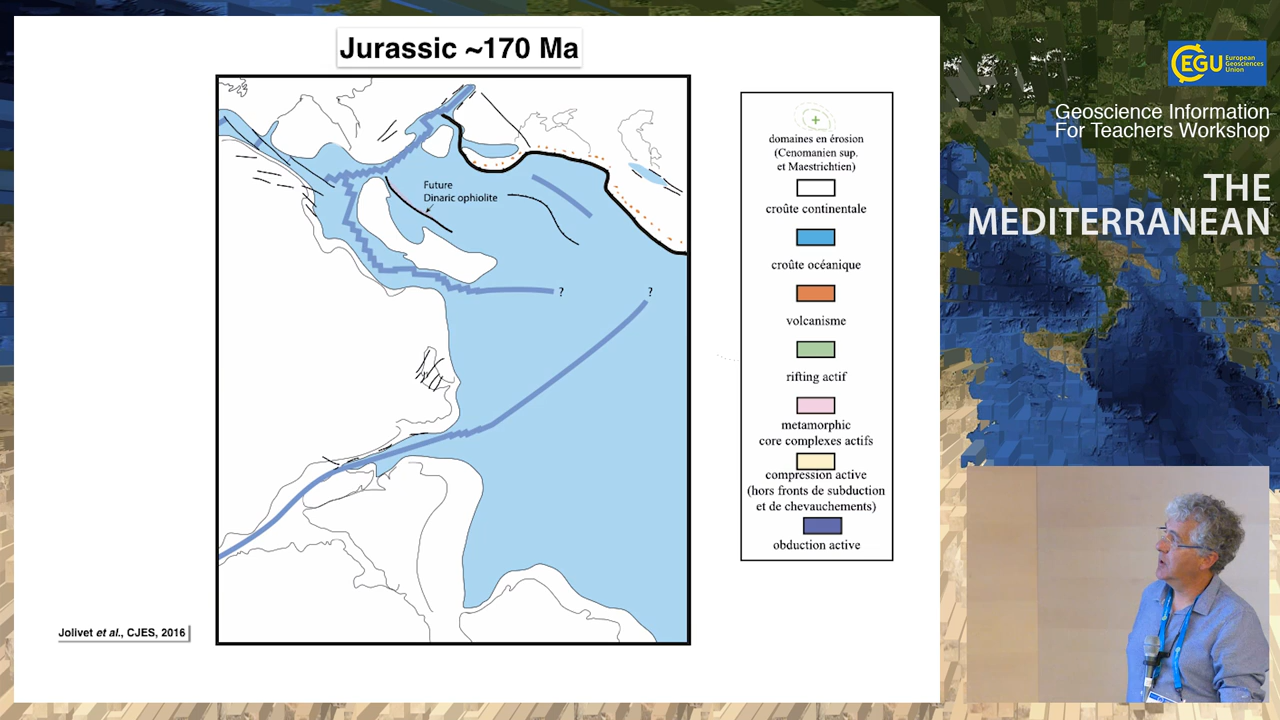 Jurassic ~170 Ma
Future
Dinaric ophiolite
?
?
Jolivet et al., CJES, 2016
domaines en érosion
(Cenomanien sup.
et Maestrichtien)
croûte continentale
croûte océanique
volcanisme
rifting actif
metamorphic
core complexes actifs
compression active
(hors fronts de subduction
et de chevauchements)
obduction active
EGU European
Geosciences
Union
Geoscience Information
For Teachers Workshop
THE
MEDITERRANEAN